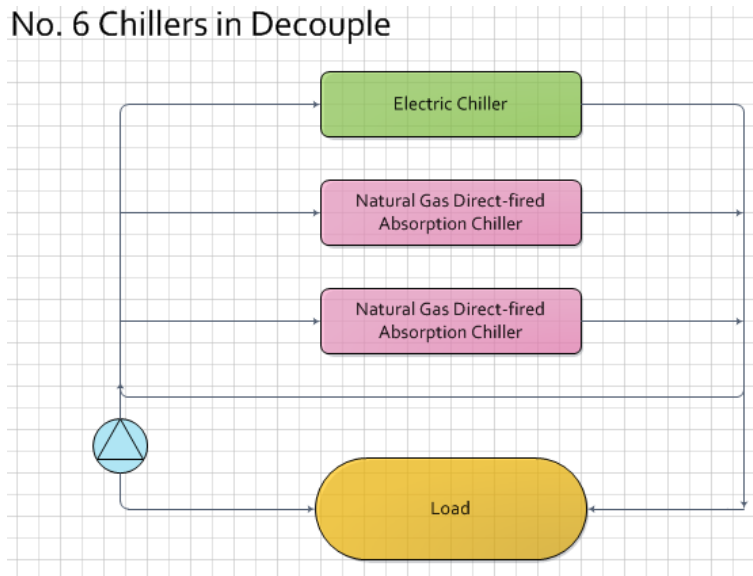 No. 6 Chillers in Decouple
Electric Chiller
Natural Gas Direct-fired
Absorption Chiller
Natural Gas Direct-fired
Absorption Chiller
Load